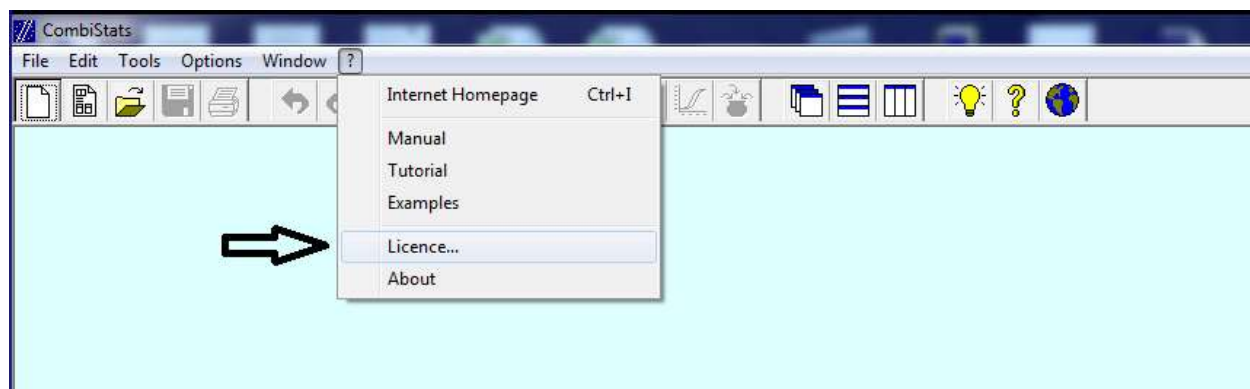 CombiStats
File Edit Tools Options Window ?
Internet Homepage Ctrl+I
Manual
Tutorial
Examples
Licence...
About